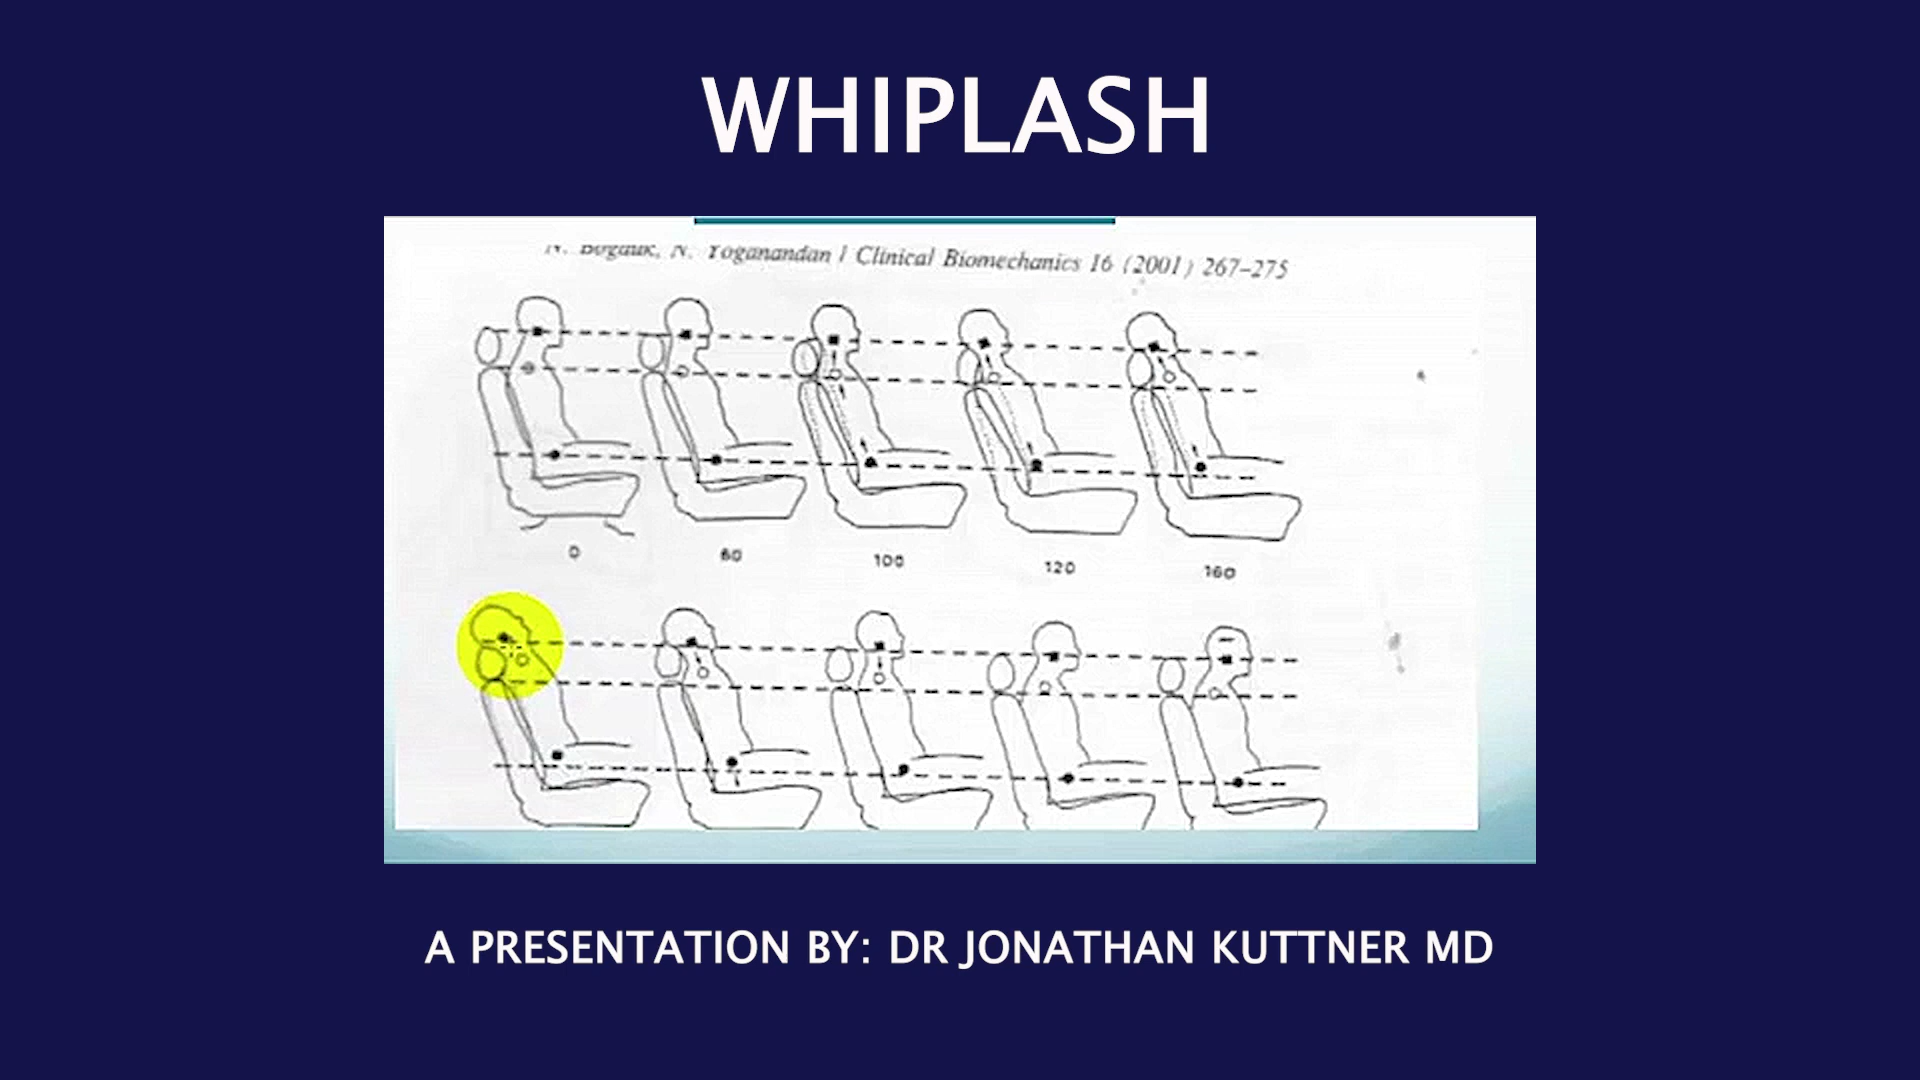 WHIPLASH
N. Bogduk, N. Yoganandan / Clinical Biomechanics 16 (2001) 267–275
0 60 100 120 160
A PRESENTATION BY: DR JONATHAN KUTTNER MD